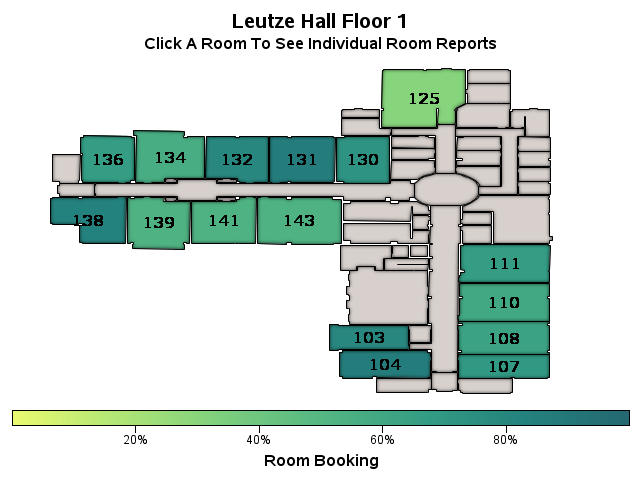 Leutze Hall Floor 1
Click A Room To See Individual Room Reports
125
136 134 132 131 130
138 139 141 143
111
110
103 108
104 107
20% 40% 60% 80%
Room Booking